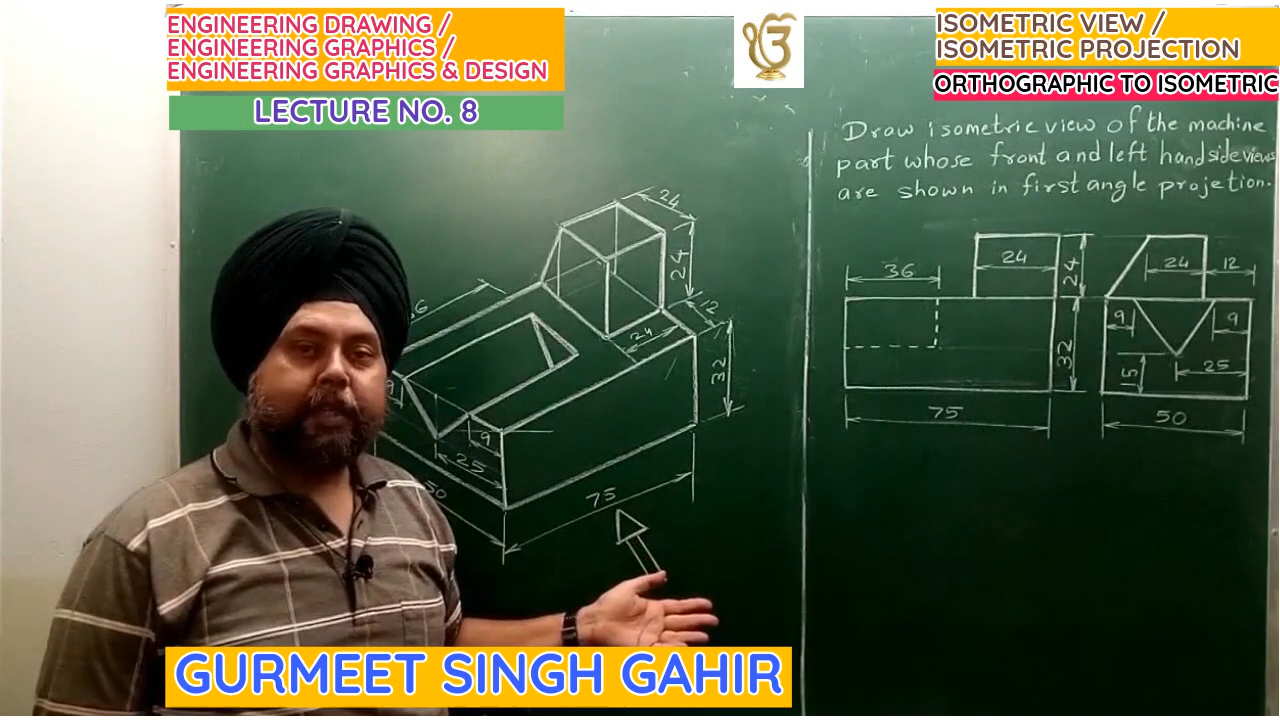 ENGINEERING DRAWING /
ENGINEERING GRAPHICS /
ENGINEERING GRAPHICS & DESIGN
LECTURE NO. 8
ੴ
ISOMETRIC VIEW /
ISOMETRIC PROJECTION
ORTHOGRAPHIC TO ISOMETRIC
Draw isometric view of the machine
part whose front and left hand side views
are shown in first angle projetion.
24
24
12
24
32
9
25
50
75
36
24
24
32
75
24
12
9
9
15
25
50
GURMEET SINGH GAHIR